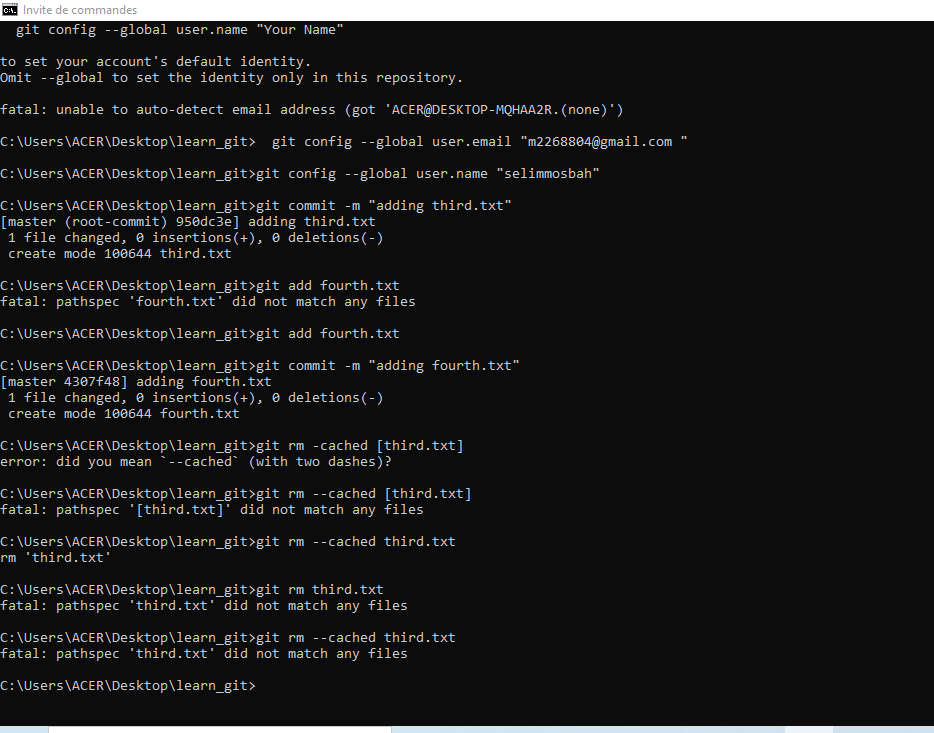 Invite de commandes
git config --global user.name "Your Name"
to set your account's default identity.
Omit --global to set the identity only in this repository.
fatal: unable to auto-detect email address (got 'ACER@DESKTOP-MQHAA2R.(none)')
C:\Users\ACER\Desktop\learn_git>  git config --global user.email "m2268804@gmail.com "
C:\Users\ACER\Desktop\learn_git>git config --global user.name "selimmosbah"
C:\Users\ACER\Desktop\learn_git>git commit -m "adding third.txt"
[master (root-commit) 950dc3e] adding third.txt
 1 file changed, 0 insertions(+), 0 deletions(-)
 create mode 100644 third.txt
C:\Users\ACER\Desktop\learn_git>git add fourth.txt
fatal: pathspec 'fourth.txt' did not match any files
C:\Users\ACER\Desktop\learn_git>git add fourth.txt
C:\Users\ACER\Desktop\learn_git>git commit -m "adding fourth.txt"
[master 4307f48] adding fourth.txt
 1 file changed, 0 insertions(+), 0 deletions(-)
 create mode 100644 fourth.txt
C:\Users\ACER\Desktop\learn_git>git rm -cached [third.txt]
error: did you mean `--cached` (with two dashes)?
C:\Users\ACER\Desktop\learn_git>git rm --cached [third.txt]
fatal: pathspec '[third.txt]' did not match any files
C:\Users\ACER\Desktop\learn_git>git rm --cached third.txt
rm 'third.txt'
C:\Users\ACER\Desktop\learn_git>git rm third.txt
fatal: pathspec 'third.txt' did not match any files
C:\Users\ACER\Desktop\learn_git>git rm --cached third.txt
fatal: pathspec 'third.txt' did not match any files
C:\Users\ACER\Desktop\learn_git>